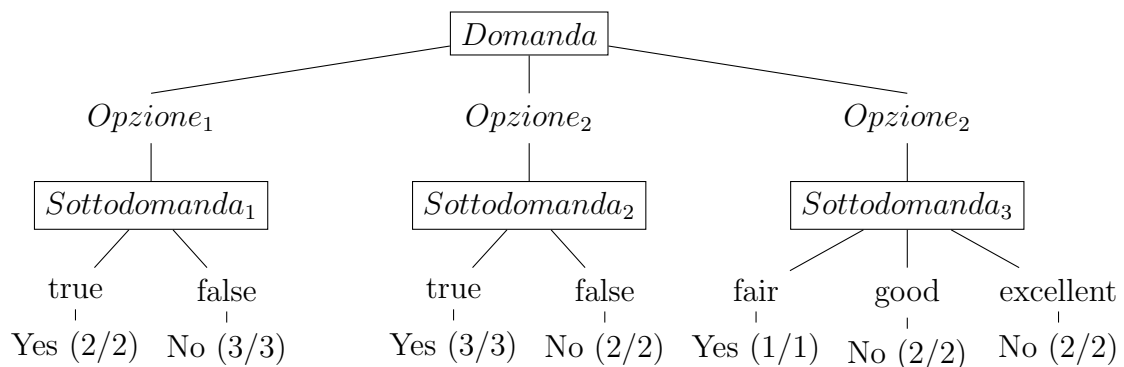 Domanda
Opzione₁ Opzione₂ Opzione₂
Sottodomanda₁ Sottodomanda₂ Sottodomanda₃
true false true false fair good excellent
Yes (2/2) No (3/3) Yes (3/3) No (2/2) Yes (1/1) No (2/2) No (2/2)